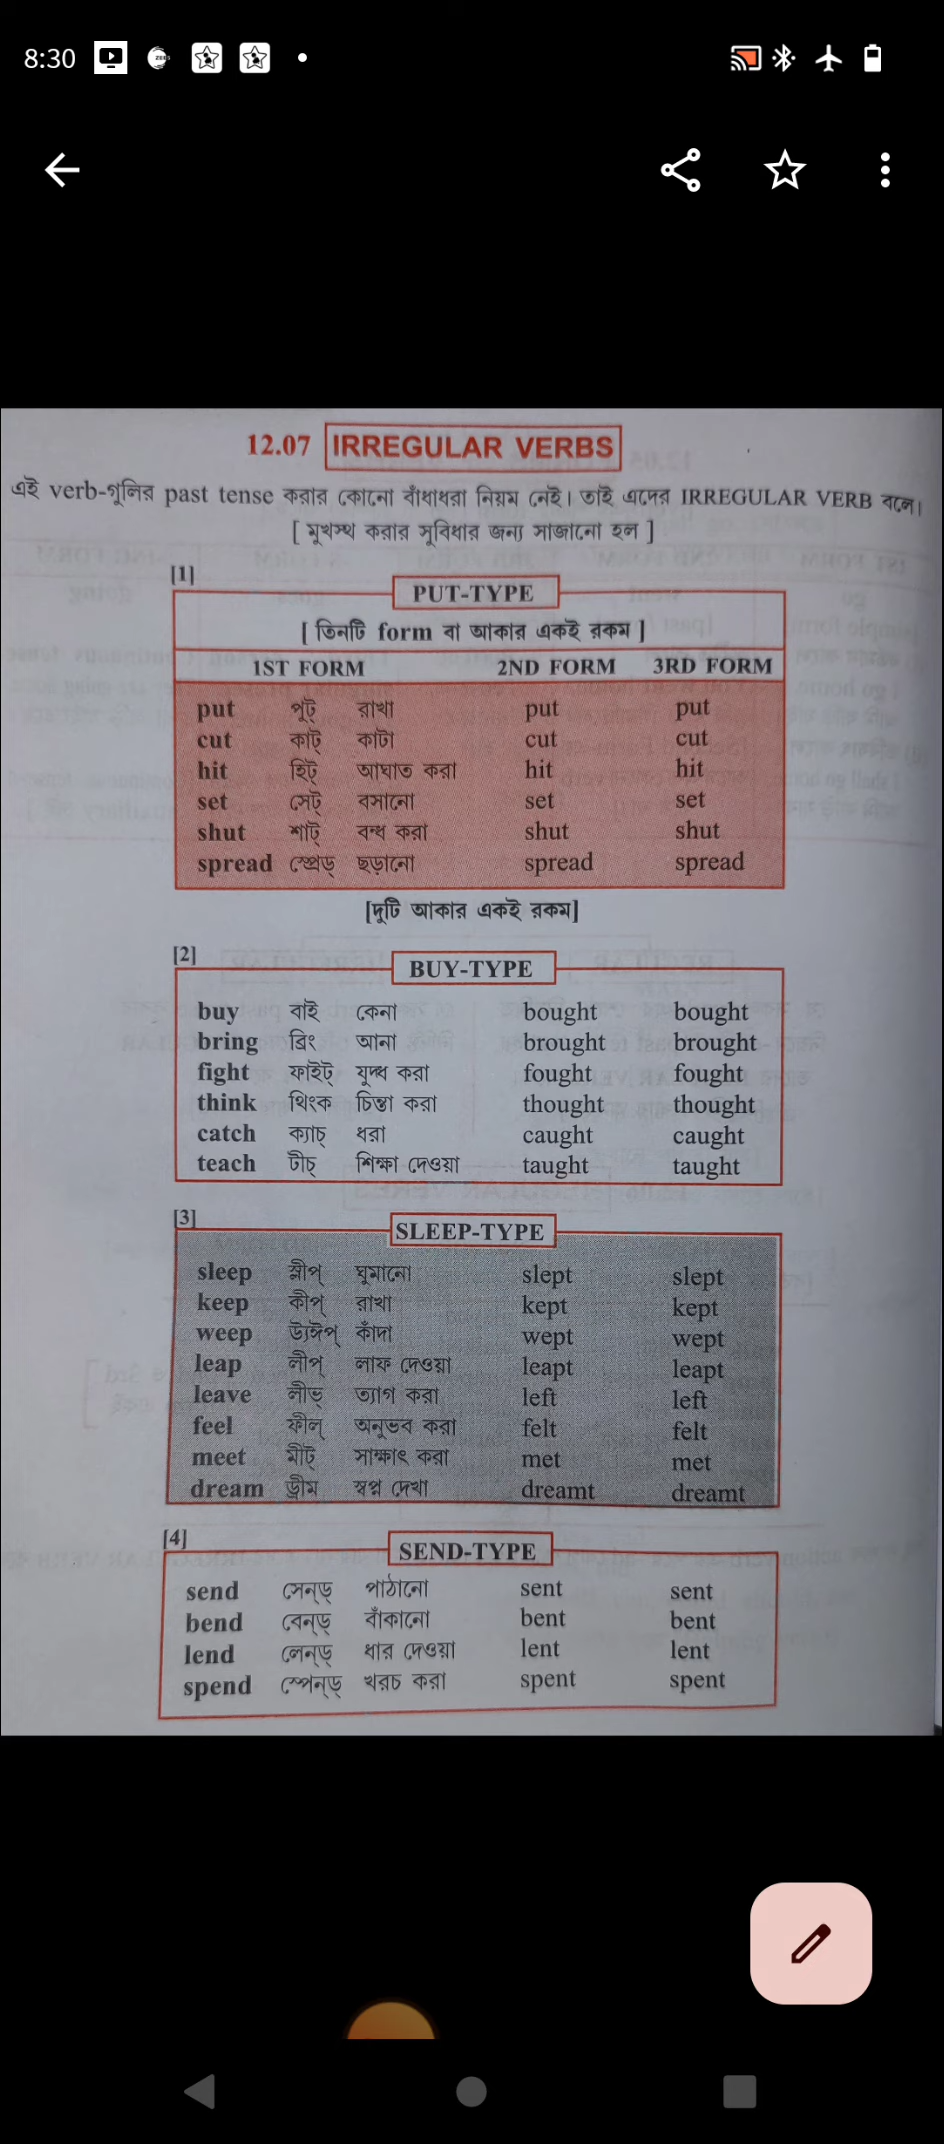 8:30
12.07 IRREGULAR VERBS
এই verb-গুলির past tense করার কোনো বাঁধাধরা নিয়ম নেই। তাই এদের IRREGULAR VERB বলে।
[ মুখস্থ করার সুবিধার জন্য সাজানো হল ]
[1]
PUT-TYPE
[ তিনটি form বা আকার একই রকম ]
1ST FORM 2ND FORM 3RD FORM
put পুট্ রাখা put put
cut কাট্ কাটা cut cut
hit হিট্ আঘাত করা hit hit
set সেট্ বসানো set set
shut শাট্ বন্ধ করা shut shut
spread স্প্রেড্ ছড়ানো spread spread
[দুটি আকার একই রকম]
[2]
BUY-TYPE
buy বাই কেনা bought bought
bring ব্রিং আনা brought brought
fight ফাইট্ যুদ্ধ করা fought fought
think থিংক চিন্তা করা thought thought
catch ক্যাচ্ ধরা caught caught
teach টীচ্ শিক্ষা দেওয়া taught taught
[3]
SLEEP-TYPE
sleep স্লীপ্ ঘুমানো slept slept
keep কীপ্ রাখা kept kept
weep উ্যঈপ্ কাঁদা wept wept
leap লীপ্ লাফ দেওয়া leapt leapt
leave লীভ্ ত্যাগ করা left left
feel ফীল্ অনুভব করা felt felt
meet মীট্ সাক্ষাৎ করা met met
dream ড্রীম স্বপ্ন দেখা dreamt dreamt
[4]
SEND-TYPE
send সেন্ড্ পাঠানো sent sent
bend বেন্ড্ বাঁকানো bent bent
lend লেন্ড্ ধার দেওয়া lent lent
spend স্পেন্ড্ খরচ করা spent spent